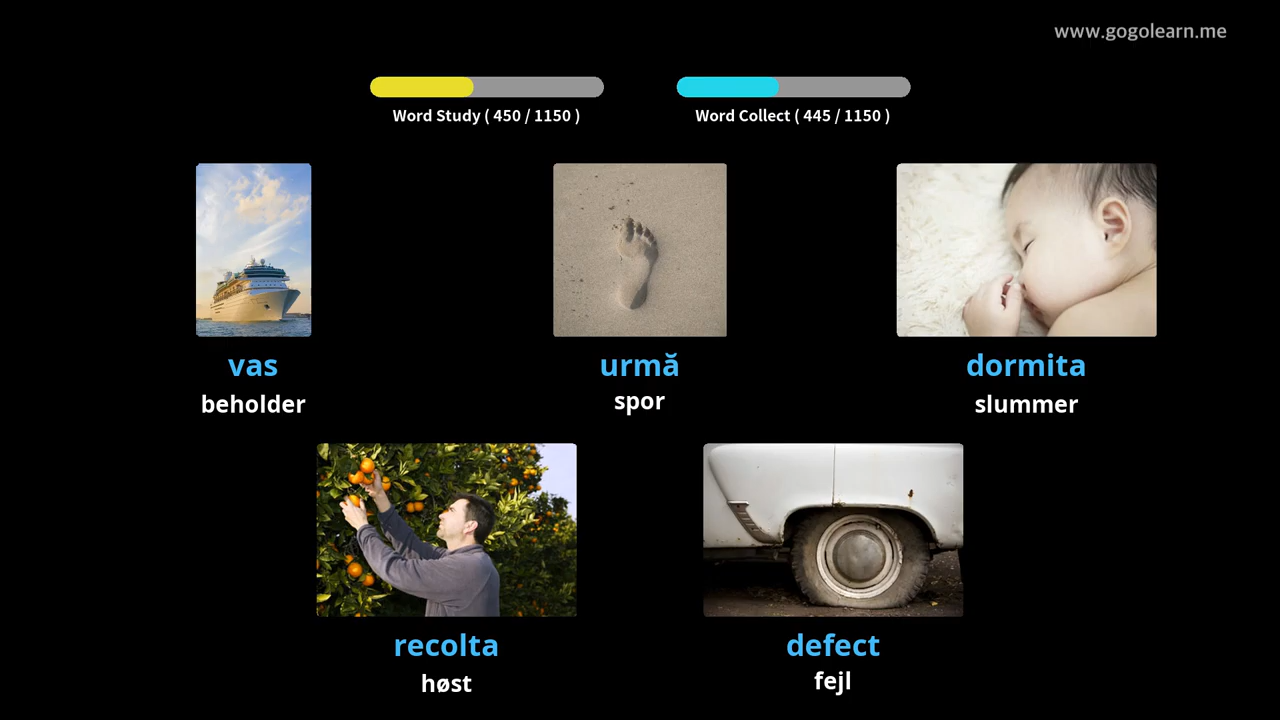 www.gogolearn.me
Word Study ( 450 / 1150 )
Word Collect ( 445 / 1150 )
vas
beholder
urmă
spor
dormita
slummer
recolta
høst
defect
fejl